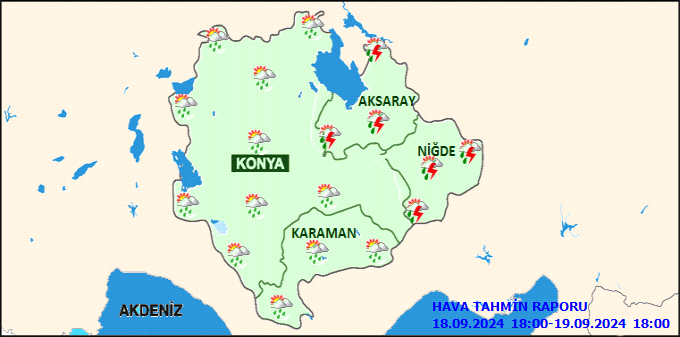 AKSARAY
NİĞDE
KONYA
KARAMAN
AKDENİZ
HAVA TAHMİN RAPORU
18.09.2024 18:00-19.09.2024 18:00